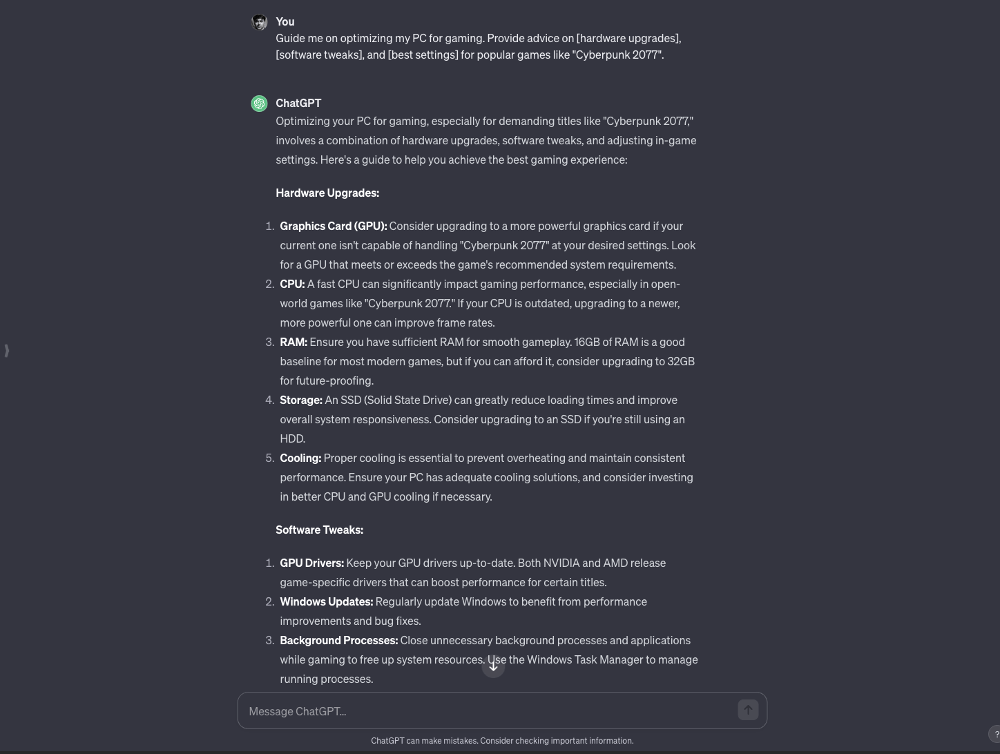 You
Guide me on optimizing my PC for gaming. Provide advice on [hardware upgrades],
[software tweaks], and [best settings] for popular games like "Cyberpunk 2077".
ChatGPT
Optimizing your PC for gaming, especially for demanding titles like "Cyberpunk 2077,"
involves a combination of hardware upgrades, software tweaks, and adjusting in-game
settings. Here's a guide to help you achieve the best gaming experience:
Hardware Upgrades:
1. Graphics Card (GPU): Consider upgrading to a more powerful graphics card if your
current one isn't capable of handling "Cyberpunk 2077" at your desired settings. Look
for a GPU that meets or exceeds the game's recommended system requirements.
2. CPU: A fast CPU can significantly impact gaming performance, especially in open-
world games like "Cyberpunk 2077." If your CPU is outdated, upgrading to a newer,
more powerful one can improve frame rates.
3. RAM: Ensure you have sufficient RAM for smooth gameplay. 16GB of RAM is a good
baseline for most modern games, but if you can afford it, consider upgrading to 32GB
for future-proofing.
4. Storage: An SSD (Solid State Drive) can greatly reduce loading times and improve
overall system responsiveness. Consider upgrading to an SSD if you're still using an
HDD.
5. Cooling: Proper cooling is essential to prevent overheating and maintain consistent
performance. Ensure your PC has adequate cooling solutions, and consider investing
in better CPU and GPU cooling if necessary.
Software Tweaks:
1. GPU Drivers: Keep your GPU drivers up-to-date. Both NVIDIA and AMD release
game-specific drivers that can boost performance for certain titles.
2. Windows Updates: Regularly update Windows to benefit from performance
improvements and bug fixes.
3. Background Processes: Close unnecessary background processes and applications
while gaming to free up system resources. Use the Windows Task Manager to manage
running processes.
Message ChatGPT...
ChatGPT can make mistakes. Consider checking important information.
?